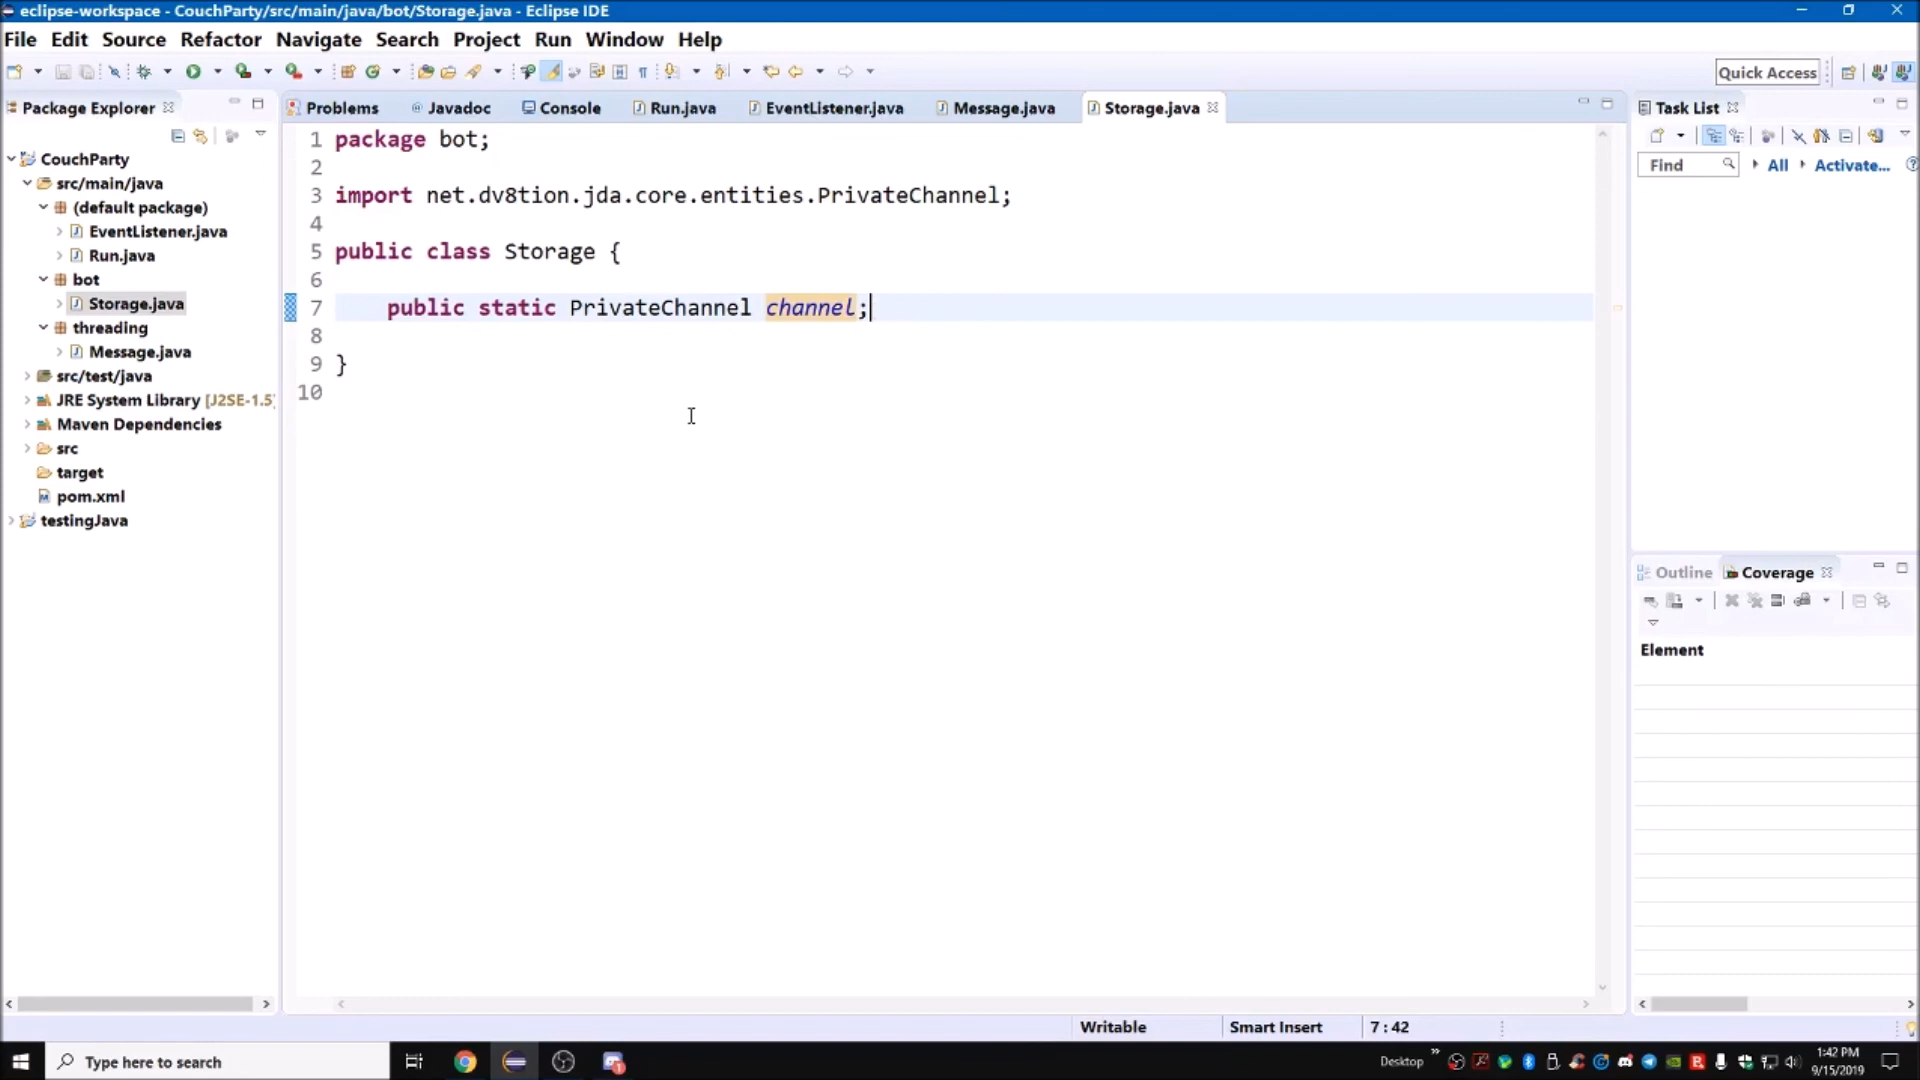 eclipse-workspace - CouchParty/src/main/java/bot/Storage.java - Eclipse IDE
File Edit Source Refactor Navigate Search Project Run Window Help
Quick Access
Package Explorer
CouchParty
src/main/java
(default package)
EventListener.java
Run.java
bot
Storage.java
threading
Message.java
src/test/java
JRE System Library [J2SE-1.5]
Maven Dependencies
src
target
pom.xml
testingJava
Problems Javadoc Console Run.java EventListener.java Message.java Storage.java
1 package bot;
2
3 import net.dv8tion.jda.core.entities.PrivateChannel;
4
5 public class Storage {
6
7 public static PrivateChannel channel;
8
9 }
10
Task List
Find All Activate...
Outline Coverage
Element
Writable Smart Insert 7 : 42
Type here to search
Desktop
1:42 PM
9/15/2019